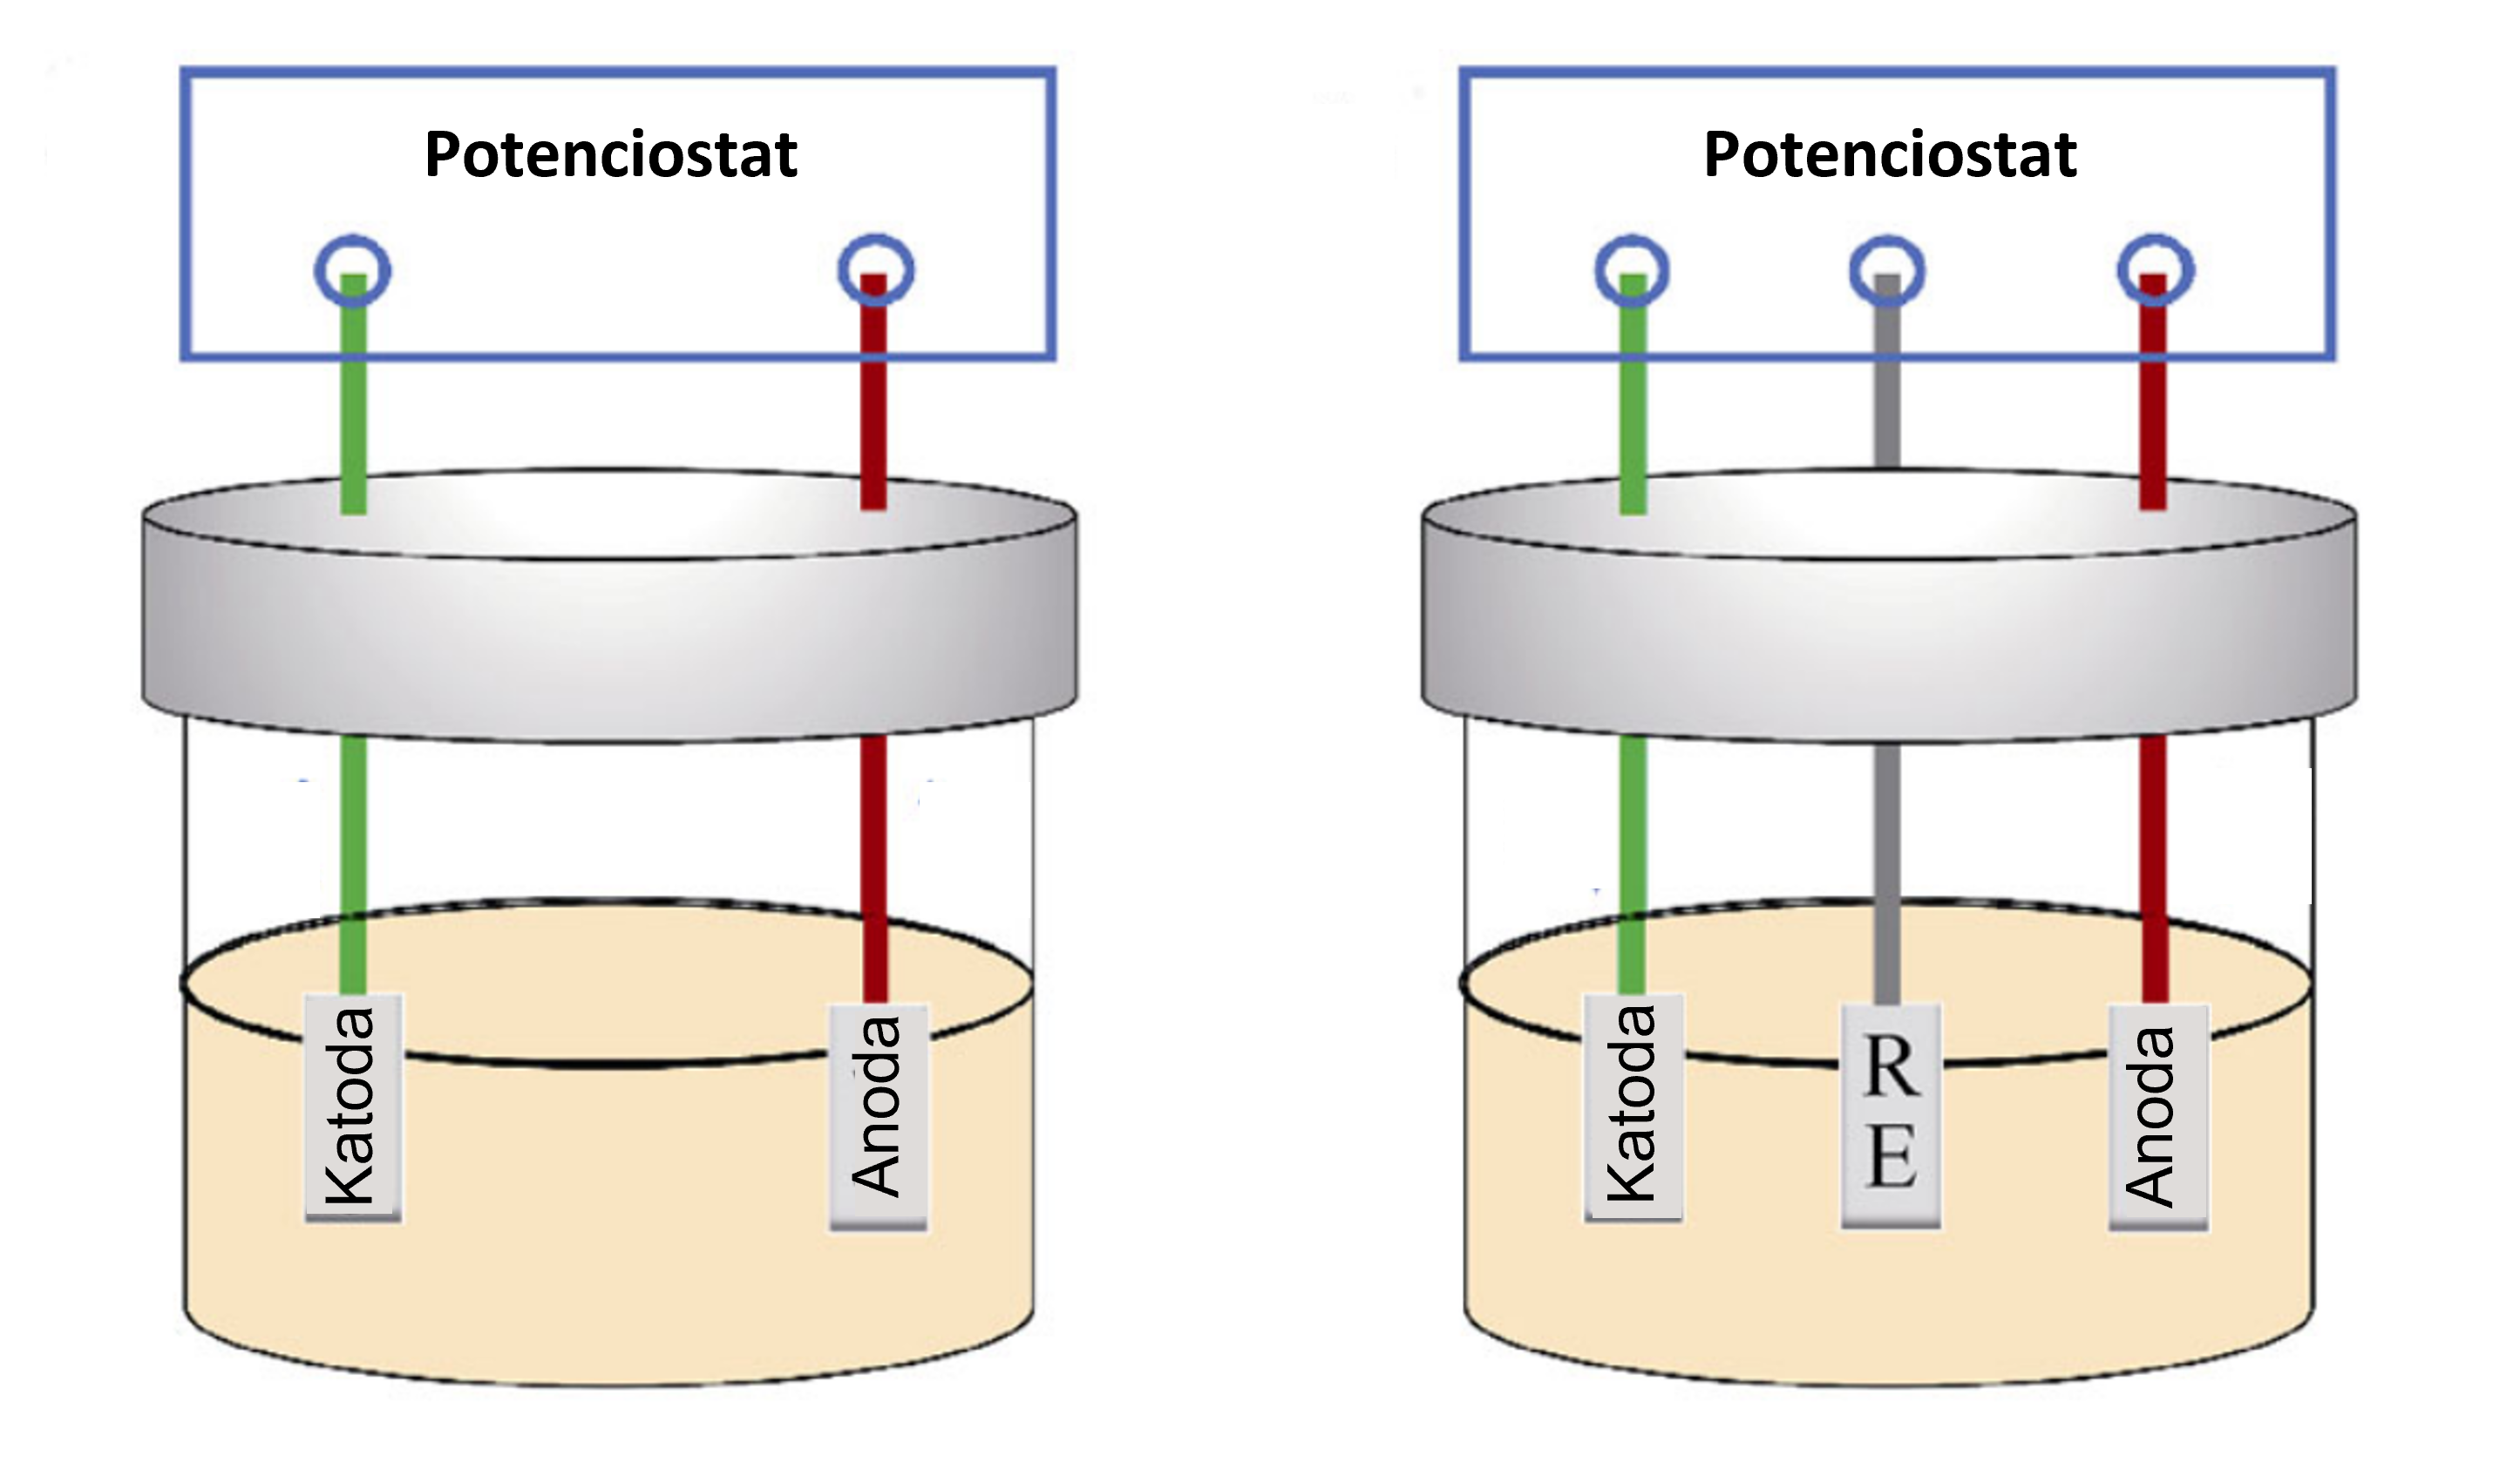 Potenciostat
Katoda
Anoda
Potenciostat
Katoda
R
E
Anoda